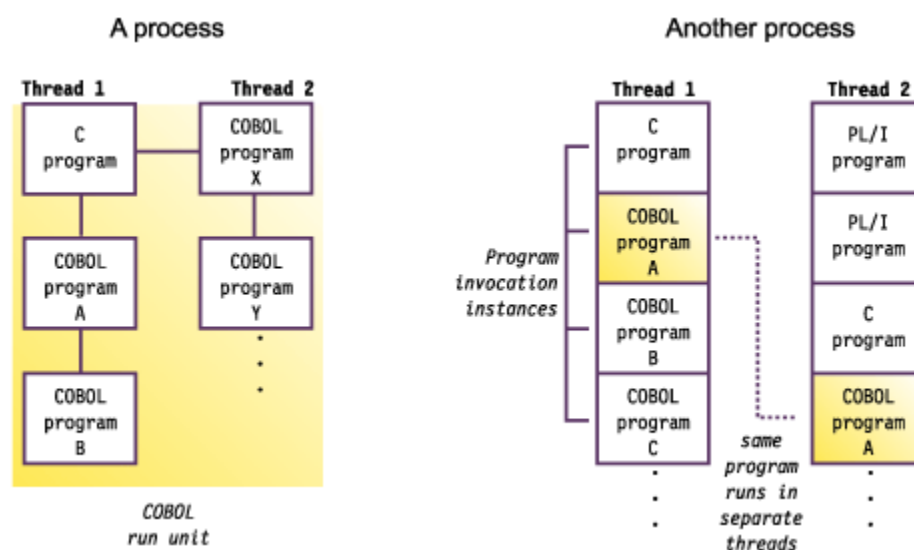 A process
Thread 1
Thread 2
C
program
COBOL
program
X
COBOL
program
A
COBOL
program
Y
COBOL
program
B
COBOL
run unit
Another process
Thread 1
Thread 2
C
program
COBOL
program
A
COBOL
program
B
COBOL
program
C
Program
invocation
instances
PL/I
program
PL/I
program
C
program
COBOL
program
A
same
program
runs in
separate
threads